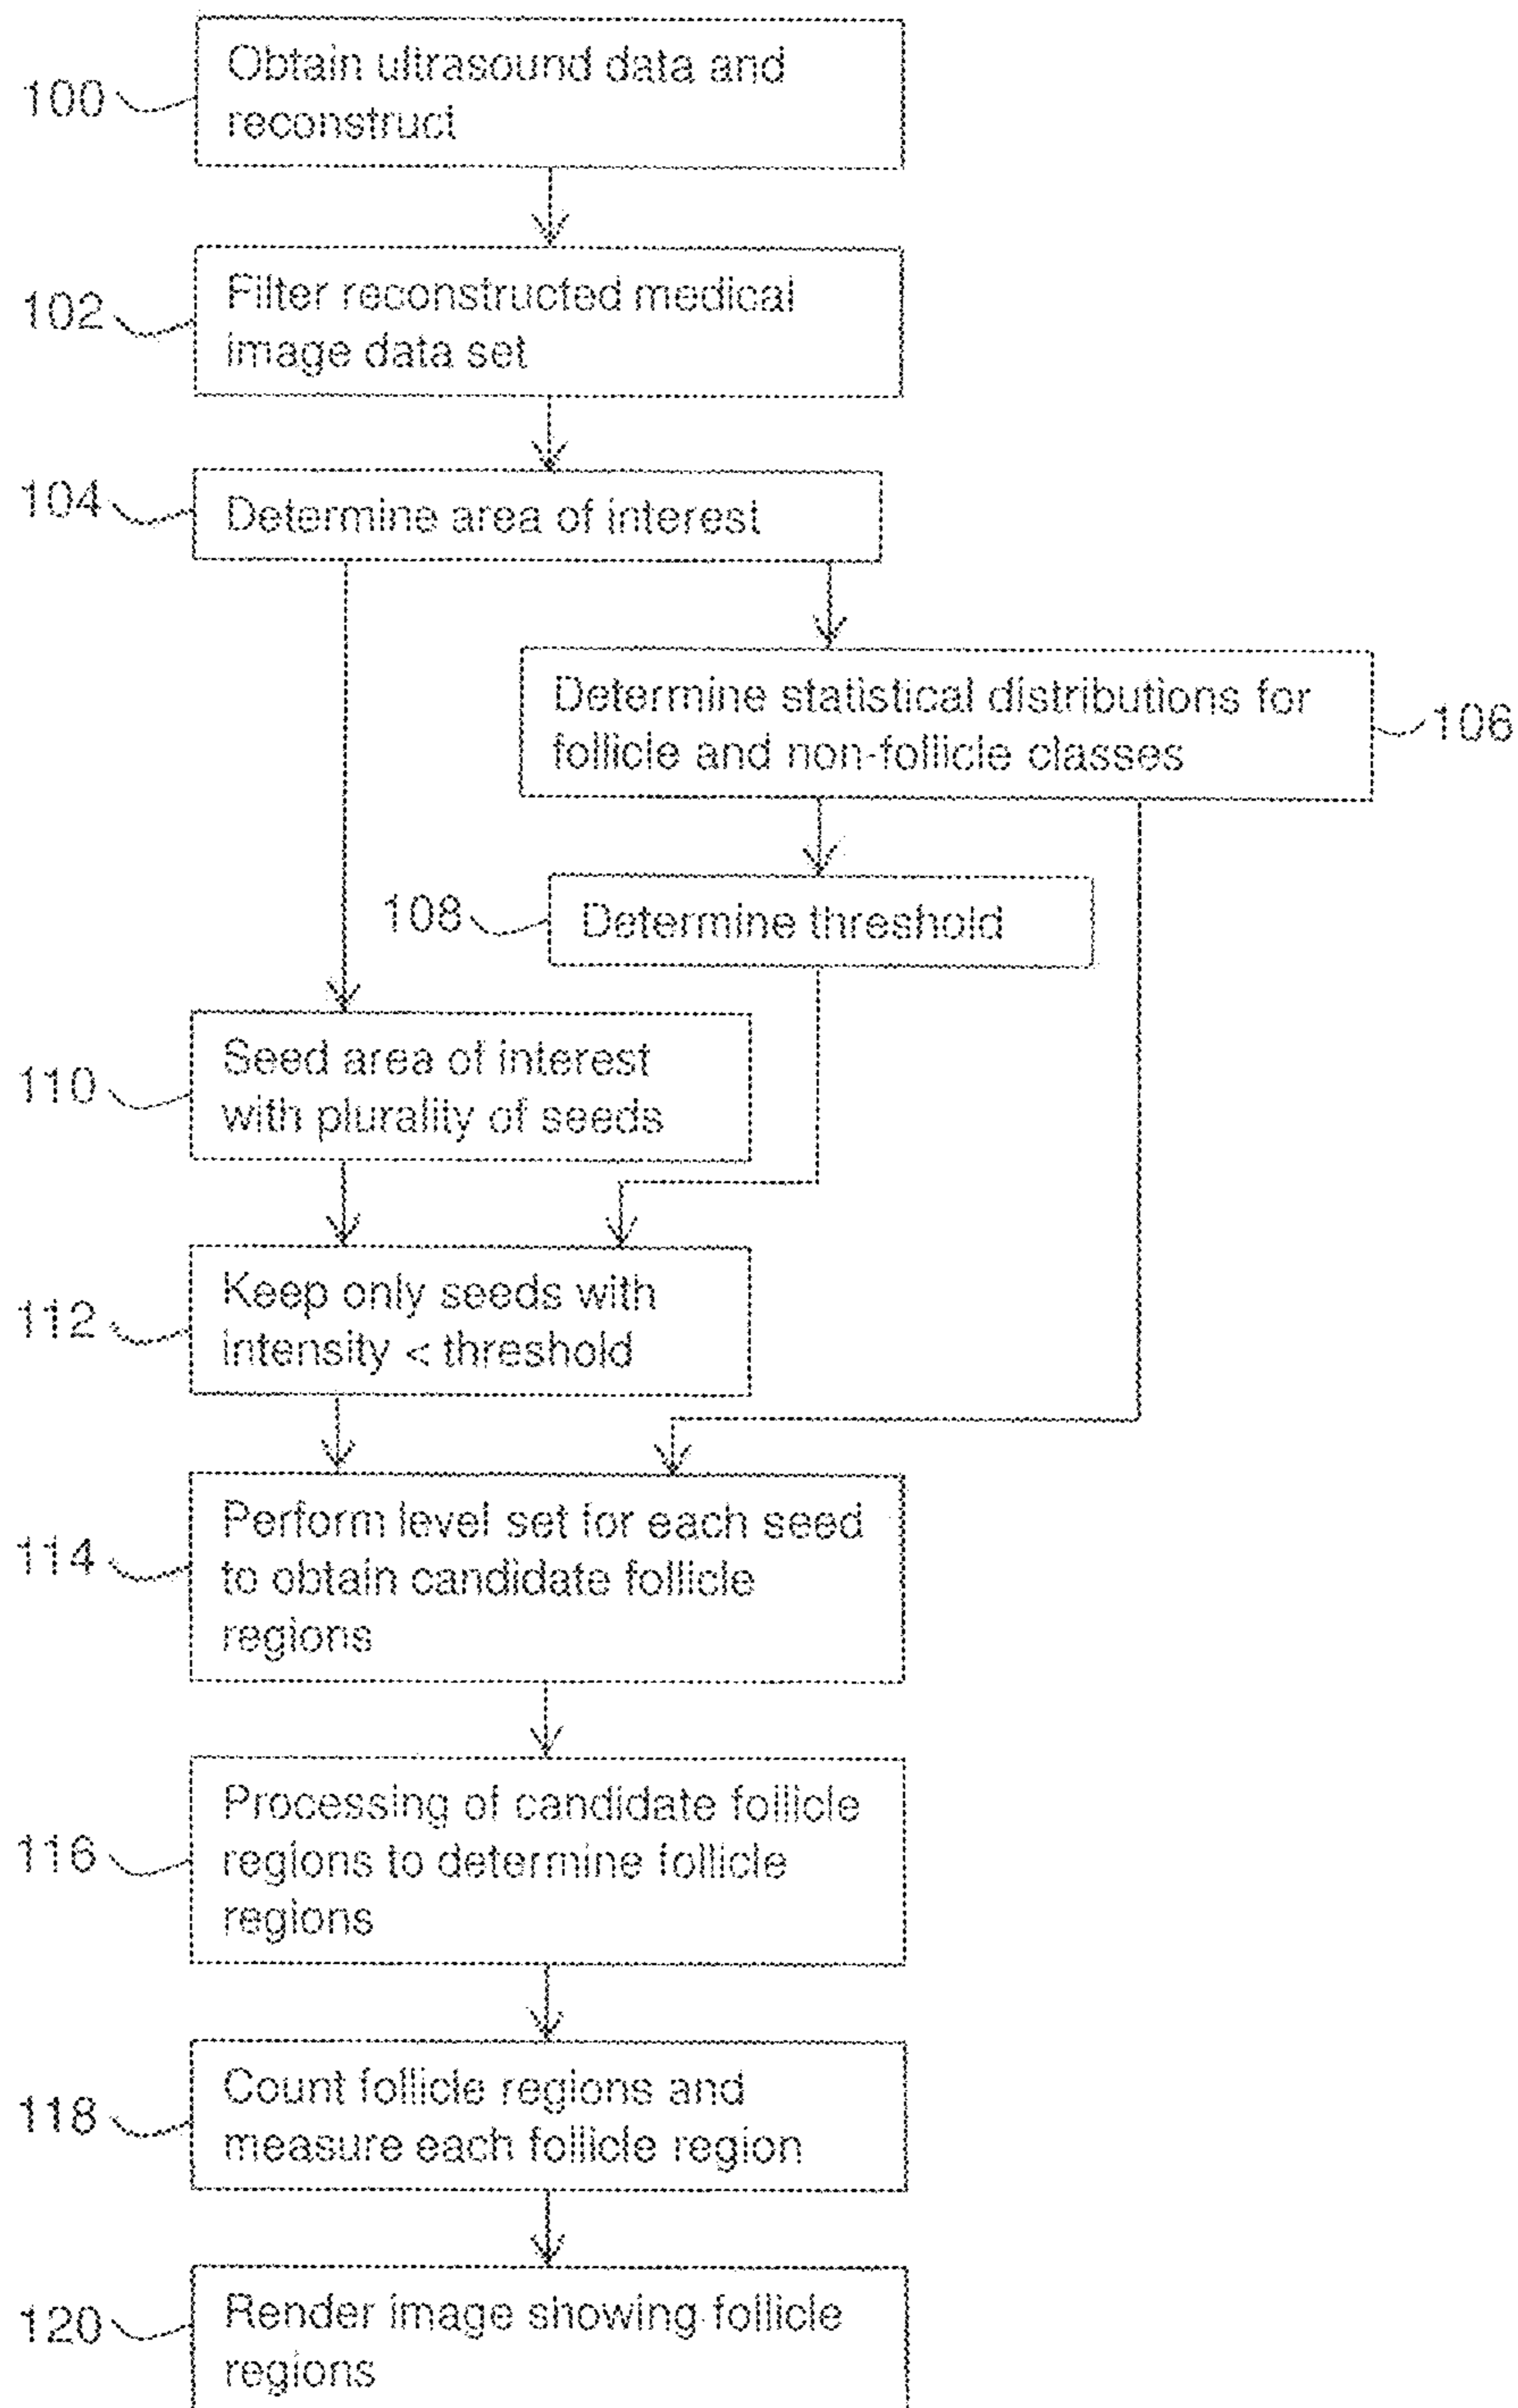 100
Obtain ultrasound data and
reconstruct
102
Filter reconstructed medical
image data set
104
Determine area of interest
Determine statistical distributions for
follicle and non-follicle classes
106
108
Determine threshold
110
Seed area of interest
with plurality of seeds
112
Keep only seeds with
intensity < threshold
114
Perform level set for each seed
to obtain candidate follicle
regions
116
Processing of candidate follicle
regions to determine follicle
regions
118
Count follicle regions and
measure each follicle region
120
Render image showing follicle
regions